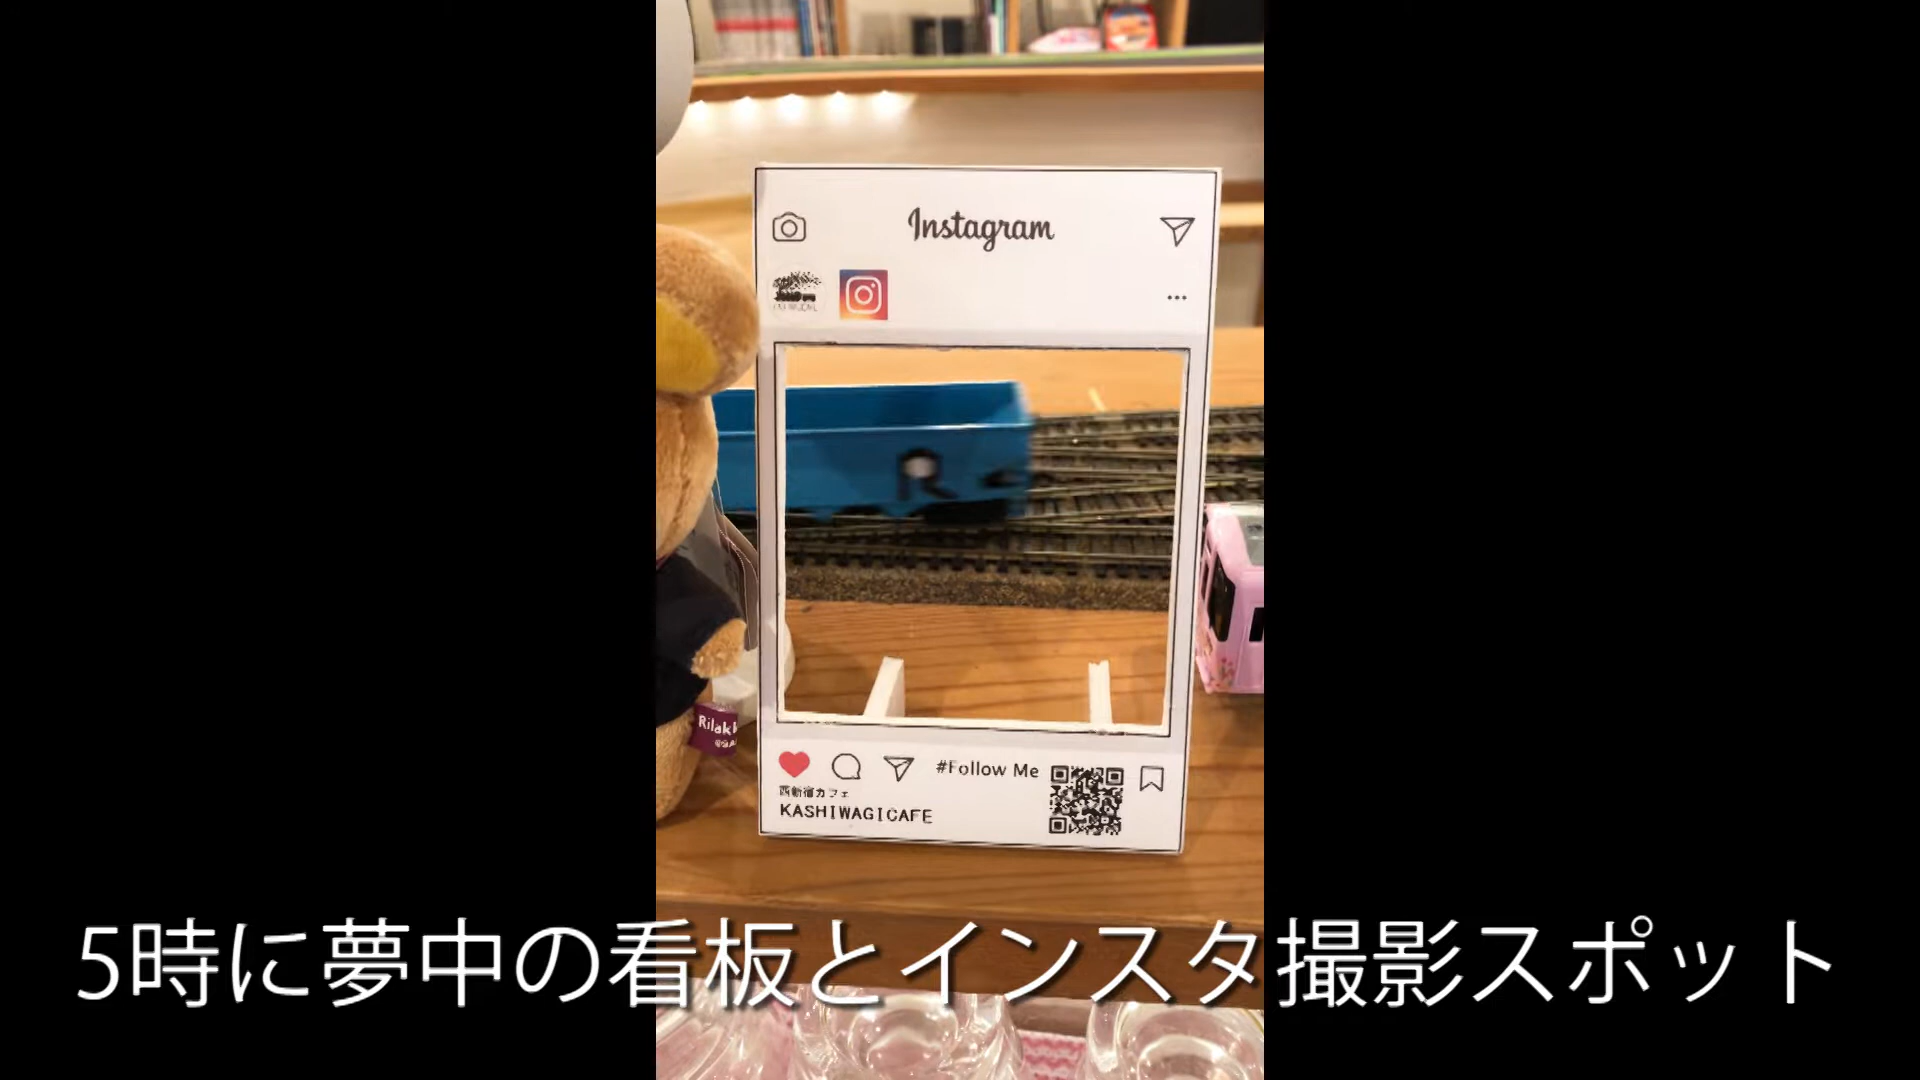 Instagram
R
Rilakk
#Follow Me
西新宿カフェ
KASHIWAGICAFE
5時に夢中の看板とインスタ撮影スポット